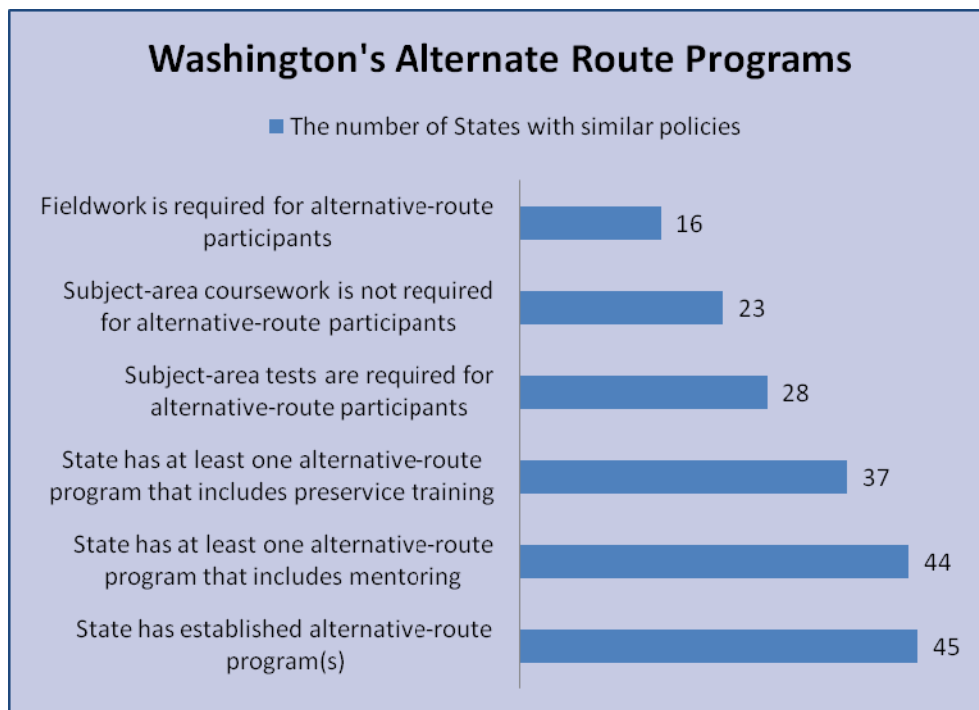 Washington's Alternate Route Programs
The number of States with similar policies
Fieldwork is required for alternative-route
participants
16
Subject-area coursework is not required
for alternative-route participants
23
Subject-area tests are required for
alternative-route participants
28
State has at least one alternative-route
program that includes preservice training
37
State has at least one alternative-route
program that includes mentoring
44
State has established alternative-route
program(s)
45